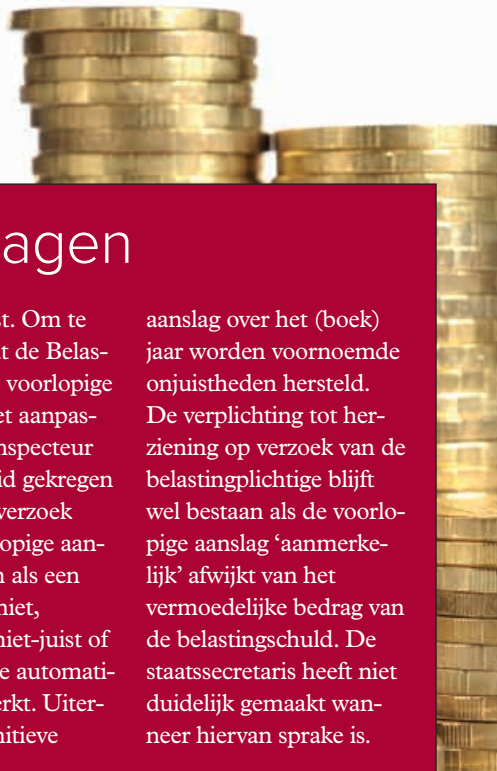 agen
st. Om te
t de Belas-
voorlopige
et aanpas-
nspecteur
id gekregen
verzoek
opige aan-
n als een
niet,
niet-juist of
e automati-
erkt. Uiter-
nitieve
aanslag over het (boek)
jaar worden voornoemde
onjuistheden hersteld.
De verplichting tot her-
ziening op verzoek van de
belastingplichtige blijft
wel bestaan als de voorlo-
pige aanslag ‘aanmerke-
lijk’ afwijkt van het
vermoedelijke bedrag van
de belastingschuld. De
staatssecretaris heeft niet
duidelijk gemaakt wan-
neer hiervan sprake is.